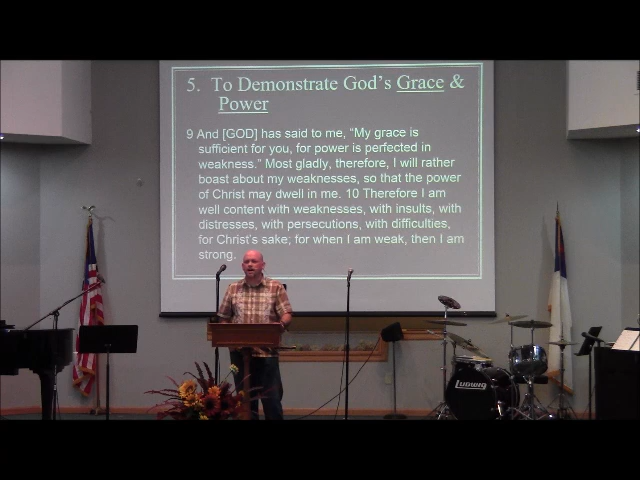 5. To Demonstrate God's Grace &
Power
9 And [GOD] has said to me, "My grace is
sufficient for you, for power is perfected in
weakness." Most gladly, therefore, I will rather
boast about my weaknesses, so that the power
of Christ may dwell in me. 10 Therefore I am
well content with weaknesses, with insults, with
distresses, with persecutions, with difficulties,
for Christ's sake; for when I am weak, then I am
strong.
LUDWIG